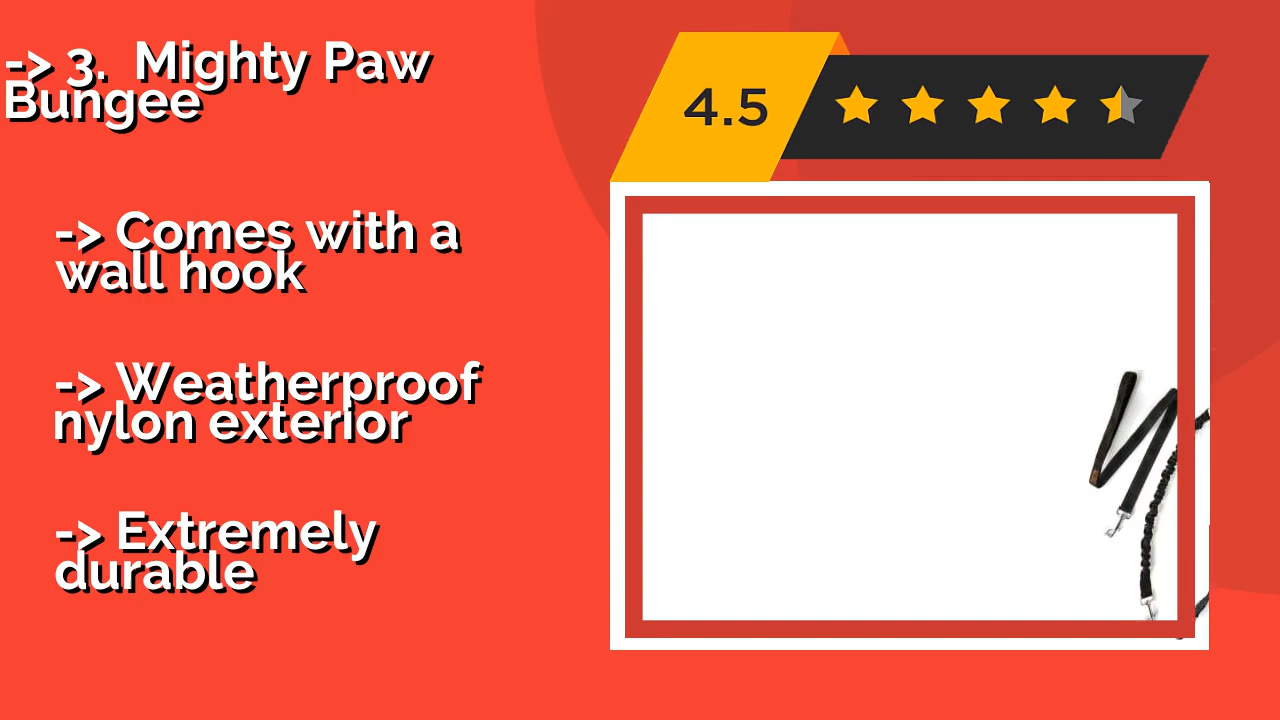 -> 3.  Mighty Paw
Bungee
4.5
-> Comes with a
wall hook
-> Weatherproof
nylon exterior
-> Extremely
durable